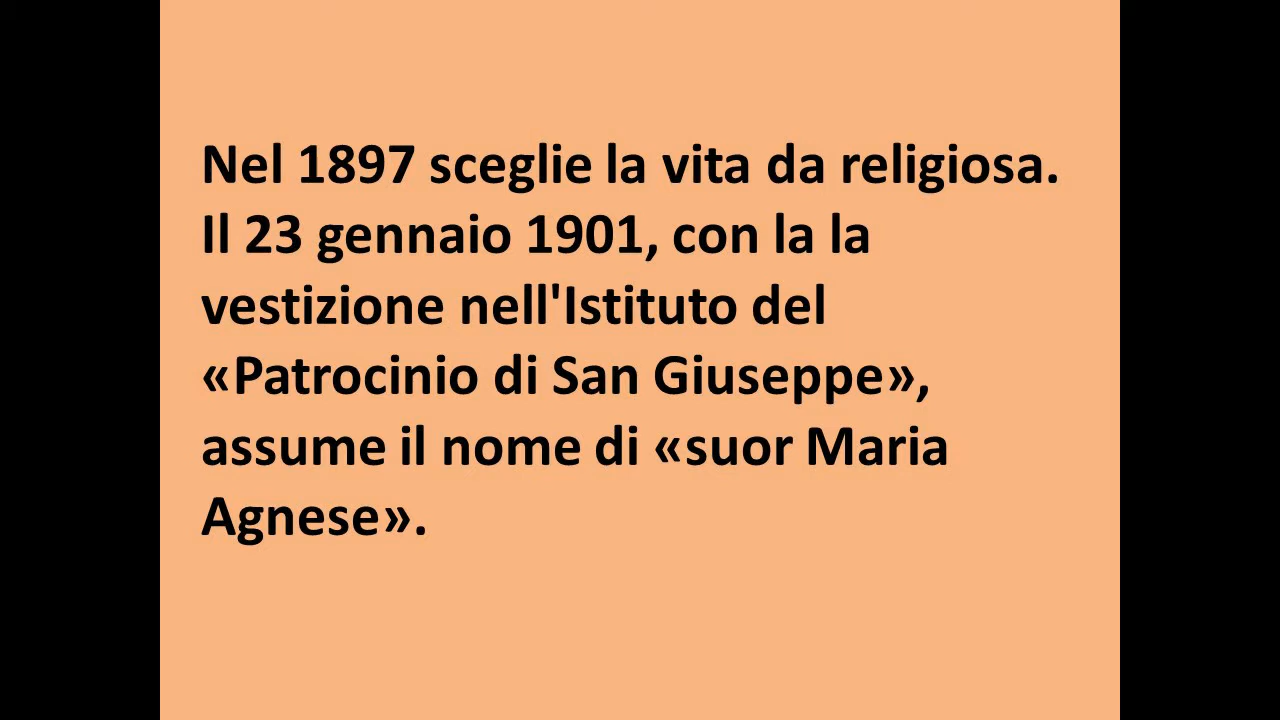 Nel 1897 sceglie la vita da religiosa.
Il 23 gennaio 1901, con la la
vestizione nell'Istituto del
«Patrocinio di San Giuseppe»,
assume il nome di «suor Maria
Agnese».